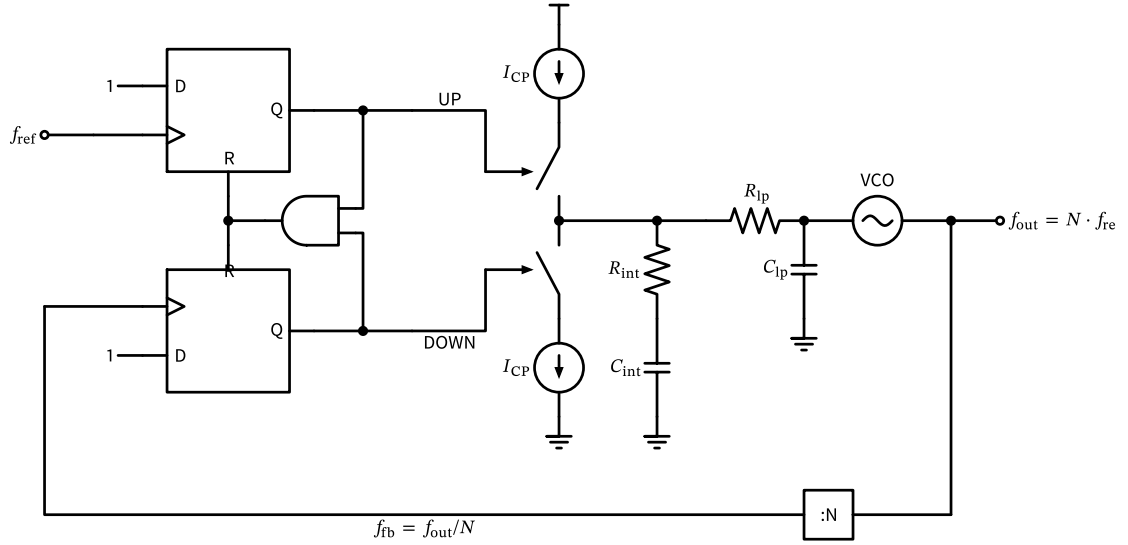 I_CP
1
D
Q
UP
f_ref
R
VCO
R_lp
f_out = N · f_re
C_lp
R_int
R
Q
1
D
DOWN
I_CP
C_int
:N
f_fb = f_out/N